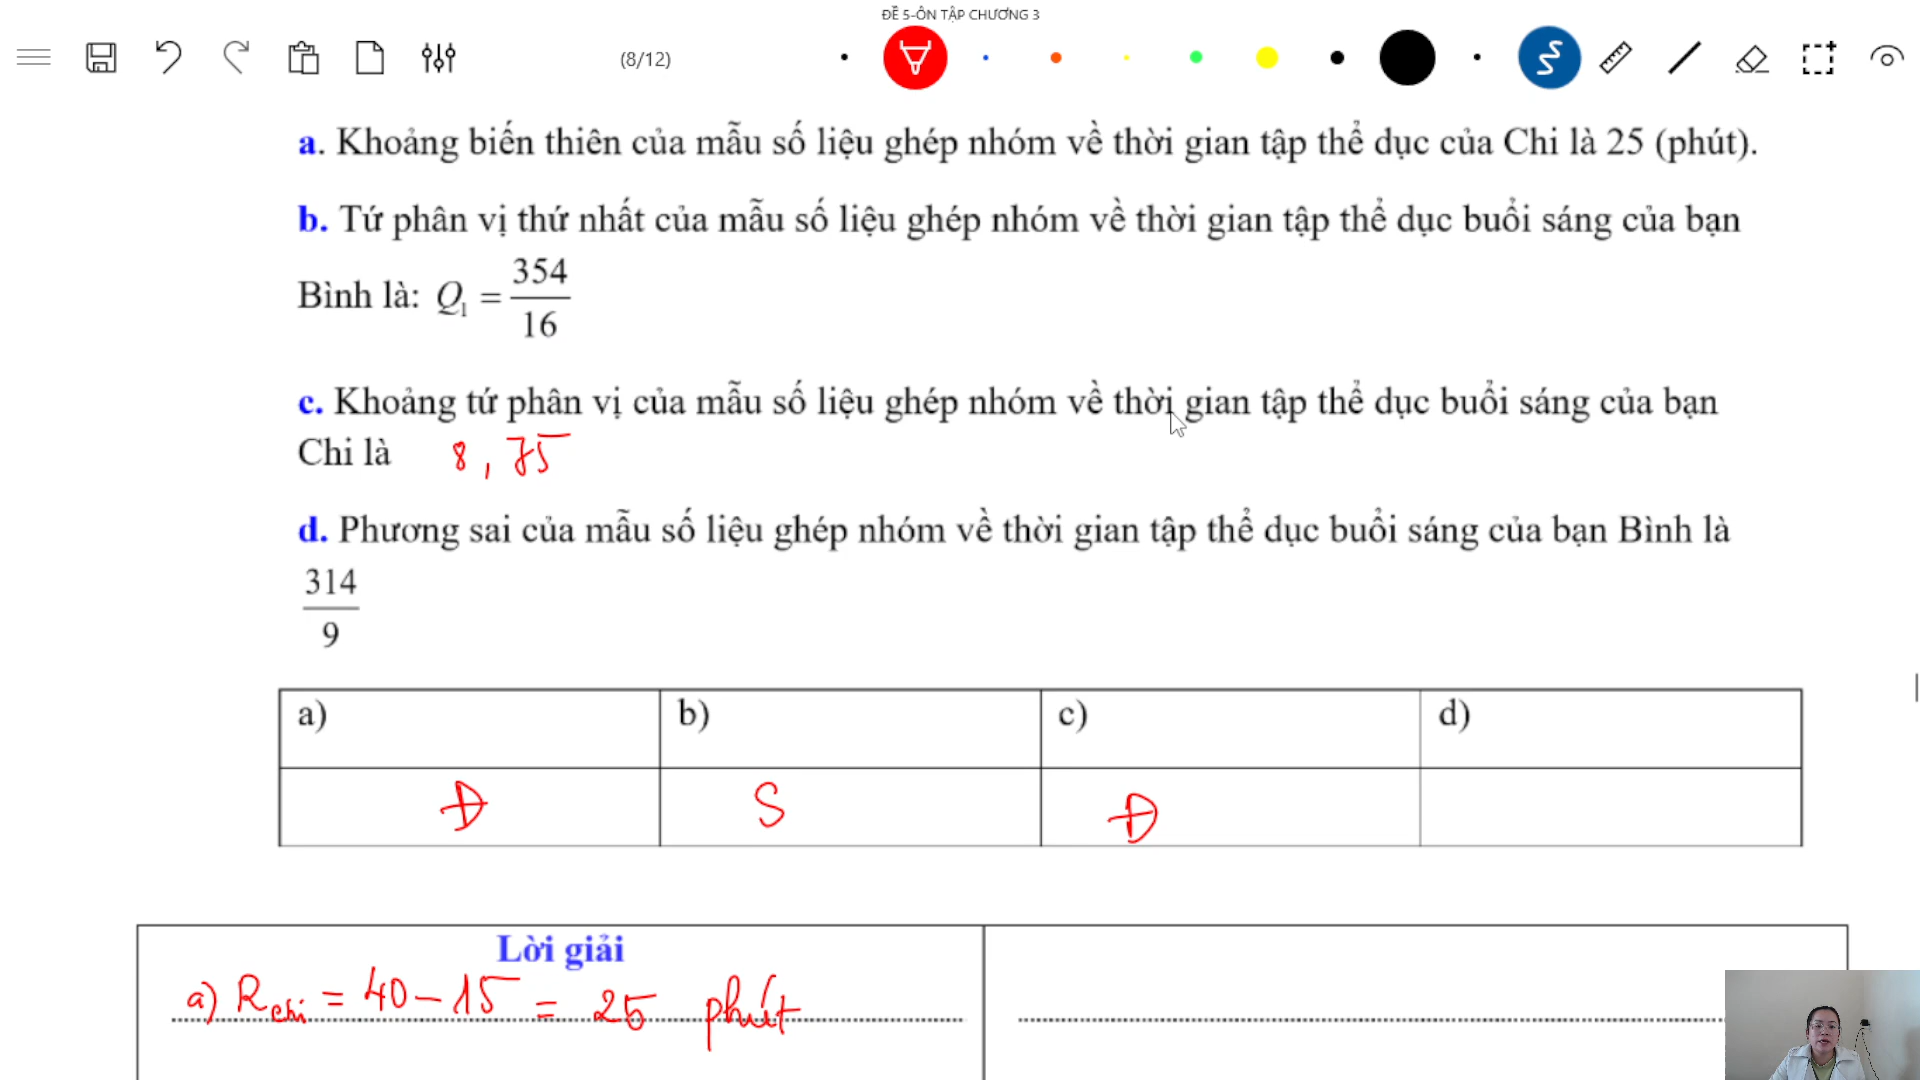 ĐỀ 5-ÔN TẬP CHƯƠNG 3
(8/12)
a. Khoảng biến thiên của mẫu số liệu ghép nhóm về thời gian tập thể dục của Chi là 25 (phút).
b. Tứ phân vị thứ nhất của mẫu số liệu ghép nhóm về thời gian tập thể dục buổi sáng của bạn
Bình là: Q₁ = 354/16
c. Khoảng tứ phân vị của mẫu số liệu ghép nhóm về thời gian tập thể dục buổi sáng của bạn
Chi là 8,75
d. Phương sai của mẫu số liệu ghép nhóm về thời gian tập thể dục buổi sáng của bạn Bình là
314/9
a) b) c) d)
Đ S Đ
Lời giải
a) Rchi = 40 - 15 = 25 phút